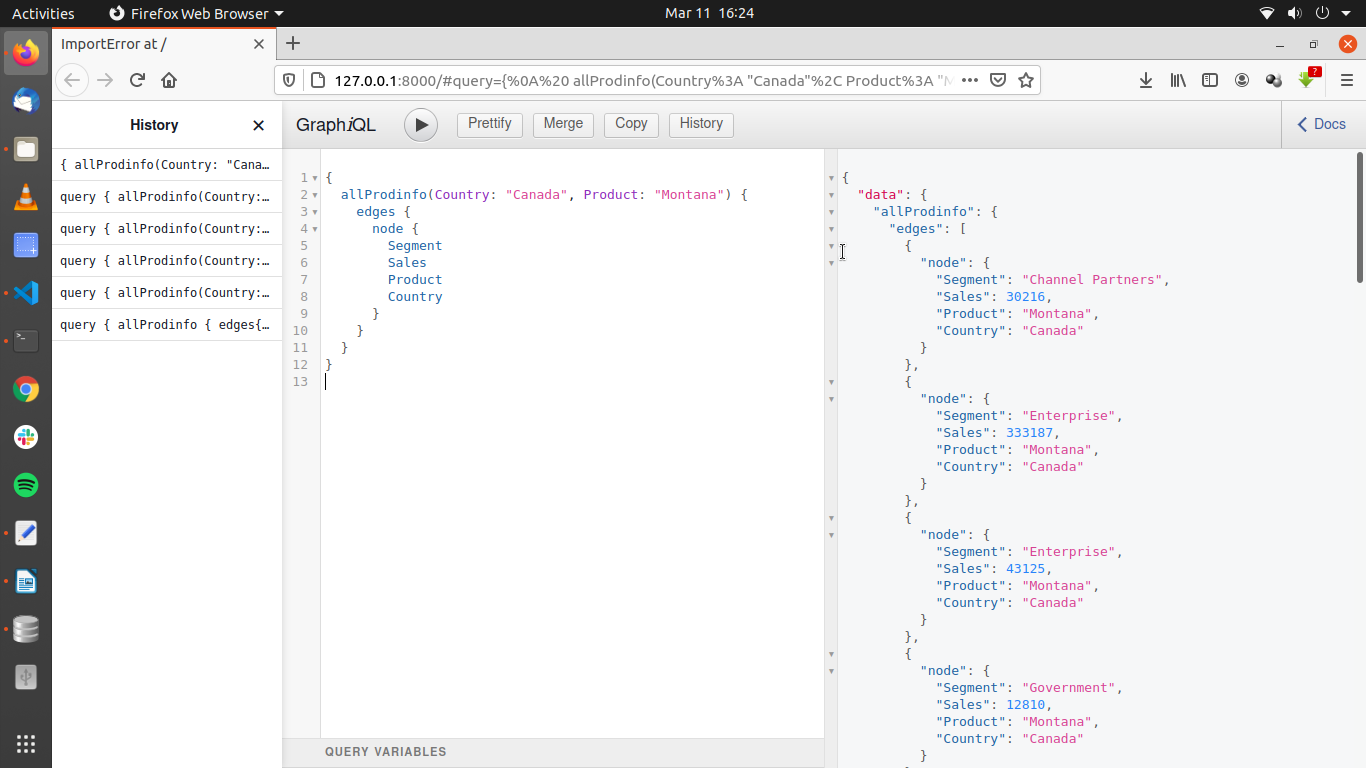 Activities
Firefox Web Browser
Mar 11 16:24
ImportError at /
127.0.0.1:8000/#query={%0A%20 allProdinfo(Country%3A "Canada"%2C Product%3A "M
?
History
{ allProdinfo(Country: "Cana…
query { allProdinfo(Country:…
query { allProdinfo(Country:…
query { allProdinfo(Country:…
query { allProdinfo(Country:…
query { allProdinfo { edges{…
GraphiQL
Prettify
Merge
Copy
History
Docs
1 {
2   allProdinfo(Country: "Canada", Product: "Montana") {
3     edges {
4       node {
5         Segment
6         Sales
7         Product
8         Country
9       }
10     }
11   }
12 }
13
QUERY VARIABLES
{
  "data": {
    "allProdinfo": {
      "edges": [
        {
          "node": {
            "Segment": "Channel Partners",
            "Sales": 30216,
            "Product": "Montana",
            "Country": "Canada"
          }
        },
        {
          "node": {
            "Segment": "Enterprise",
            "Sales": 333187,
            "Product": "Montana",
            "Country": "Canada"
          }
        },
        {
          "node": {
            "Segment": "Enterprise",
            "Sales": 43125,
            "Product": "Montana",
            "Country": "Canada"
          }
        },
        {
          "node": {
            "Segment": "Government",
            "Sales": 12810,
            "Product": "Montana",
            "Country": "Canada"
          }